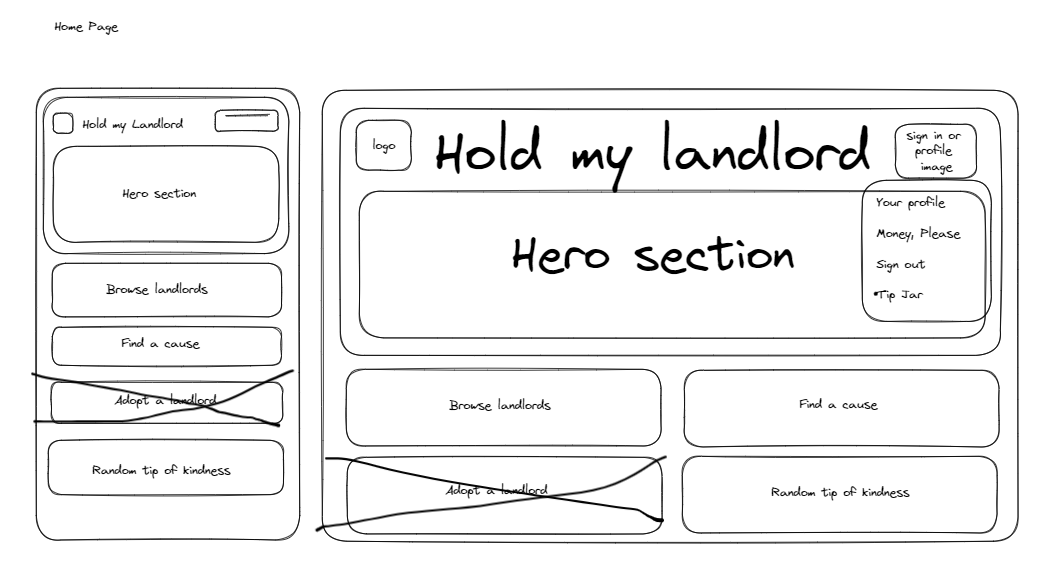 Home Page
Hold my Landlord
Hero section
Browse landlords
Find a cause
Adopt a landlord
Random tip of kindness
logo
Hold my landlord
Sign in or
profile
image
Hero section
Your profile
Money, Please
Sign out
•Tip Jar
Browse landlords
Find a cause
Adopt a landlord
Random tip of kindness